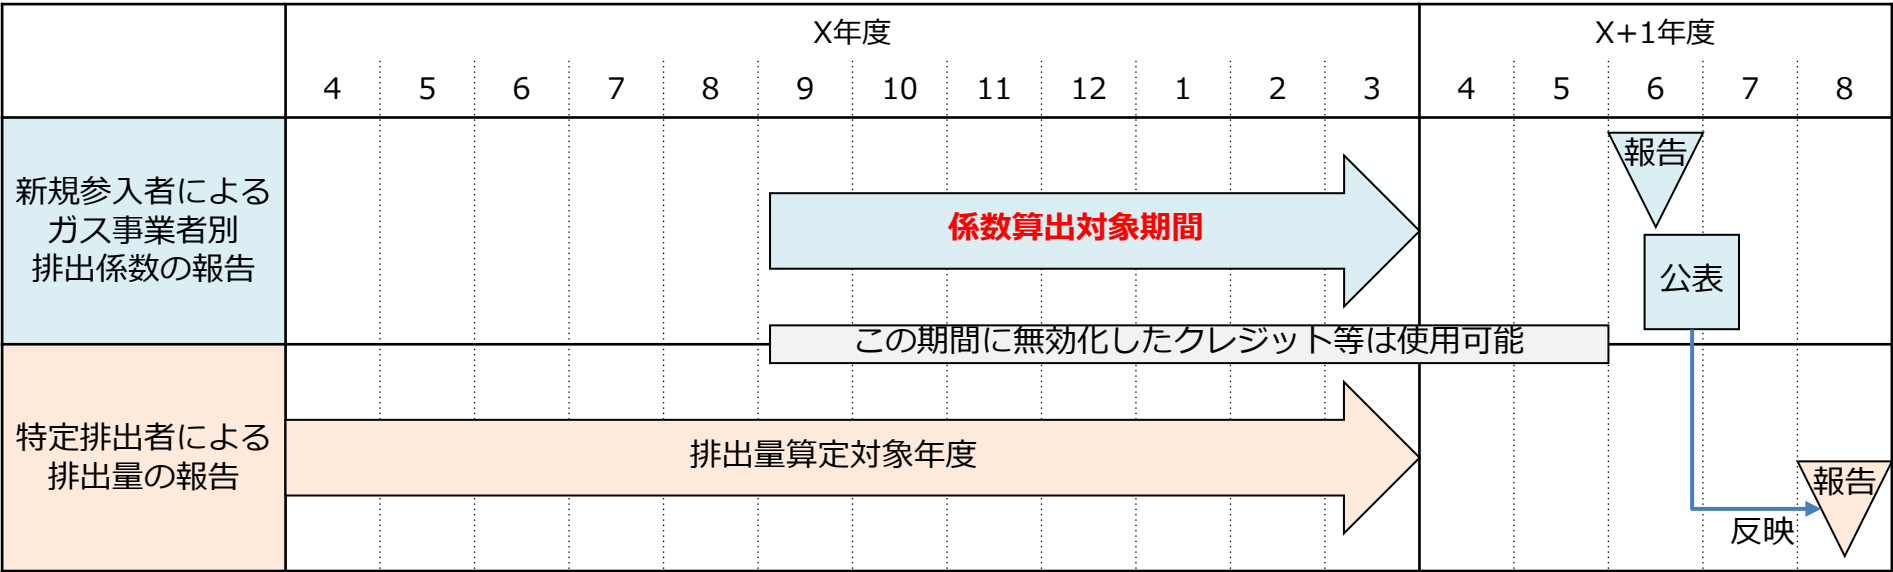 X年度
X+1年度
4 5 6 7 8 9 10 11 12 1 2 3 4 5 6 7 8
新規参入者による
ガス事業者別
排出係数の報告
係数算出対象期間
報告
公表
この期間に無効化したクレジット等は使用可能
特定排出者による
排出量の報告
排出量算定対象年度
報告
反映